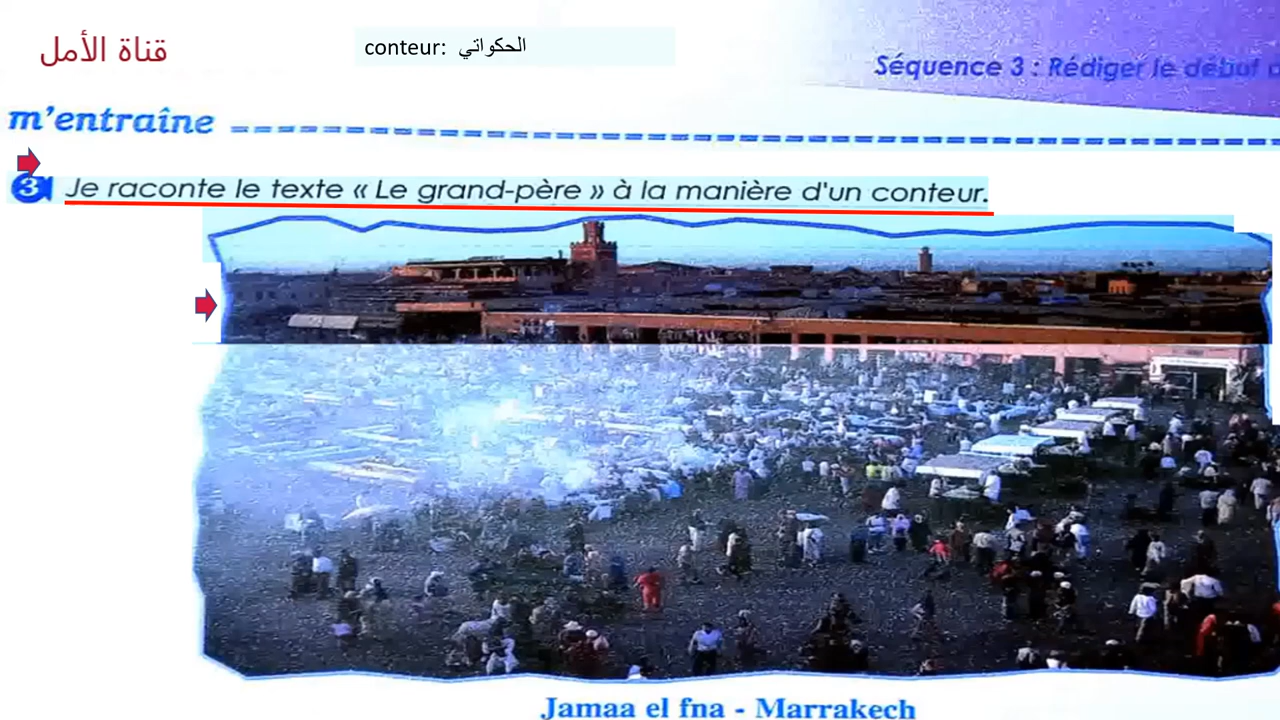 قناة الأمل
conteur: الحكواتي
Séquence 3 : Rédiger le début
m'entraîne
3 Je raconte le texte « Le grand-père » à la manière d'un conteur.
Jamaa el fna - Marrakech